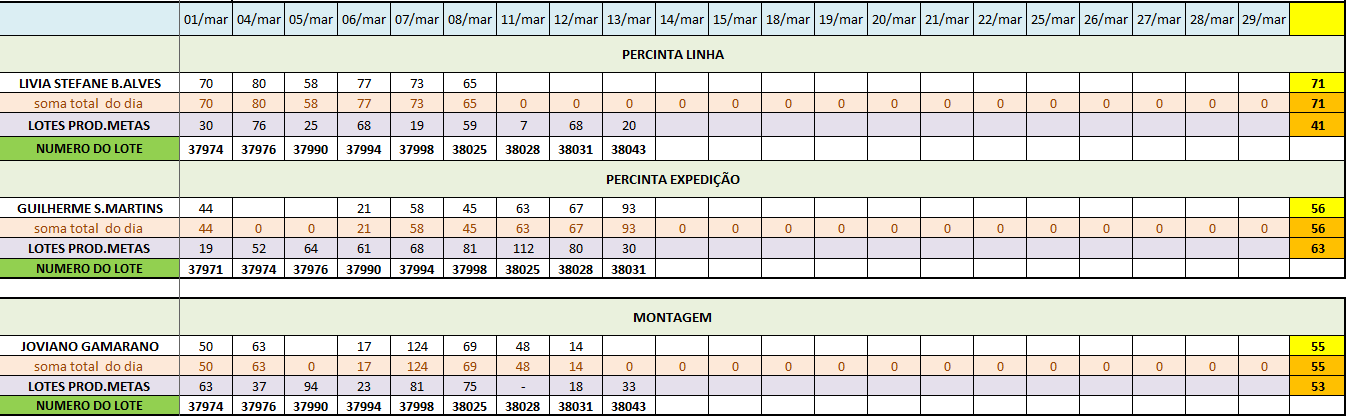 01/mar 04/mar 05/mar 06/mar 07/mar 08/mar 11/mar 12/mar 13/mar 14/mar 15/mar 18/mar 19/mar 20/mar 21/mar 22/mar 25/mar 26/mar 27/mar 28/mar 29/mar
PERCINTA LINHA
LIVIA STEFANE B.ALVES 70 80 58 77 73 65 71
soma total do dia 70 80 58 77 73 65 0 0 0 0 0 0 0 0 0 0 0 0 0 0 0 71
LOTES PROD.METAS 30 76 25 68 19 59 7 68 20 41
NUMERO DO LOTE 37974 37976 37990 37994 37998 38025 38028 38031 38043
PERCINTA EXPEDIÇÃO
GUILHERME S.MARTINS 44 21 58 45 63 67 93 56
soma total do dia 44 0 0 21 58 45 63 67 93 0 0 0 0 0 0 0 0 0 0 0 0 56
LOTES PROD.METAS 19 52 64 61 68 81 112 80 30 63
NUMERO DO LOTE 37971 37974 37976 37990 37994 37998 38025 38028 38031
MONTAGEM
JOVIANO GAMARANO 50 63 17 124 69 48 14 55
soma total do dia 50 63 0 17 124 69 48 14 0 0 0 0 0 0 0 0 0 0 0 0 0 55
LOTES PROD.METAS 63 37 94 23 81 75 - 18 33 53
NUMERO DO LOTE 37974 37976 37990 37994 37998 38025 38028 38031 38043